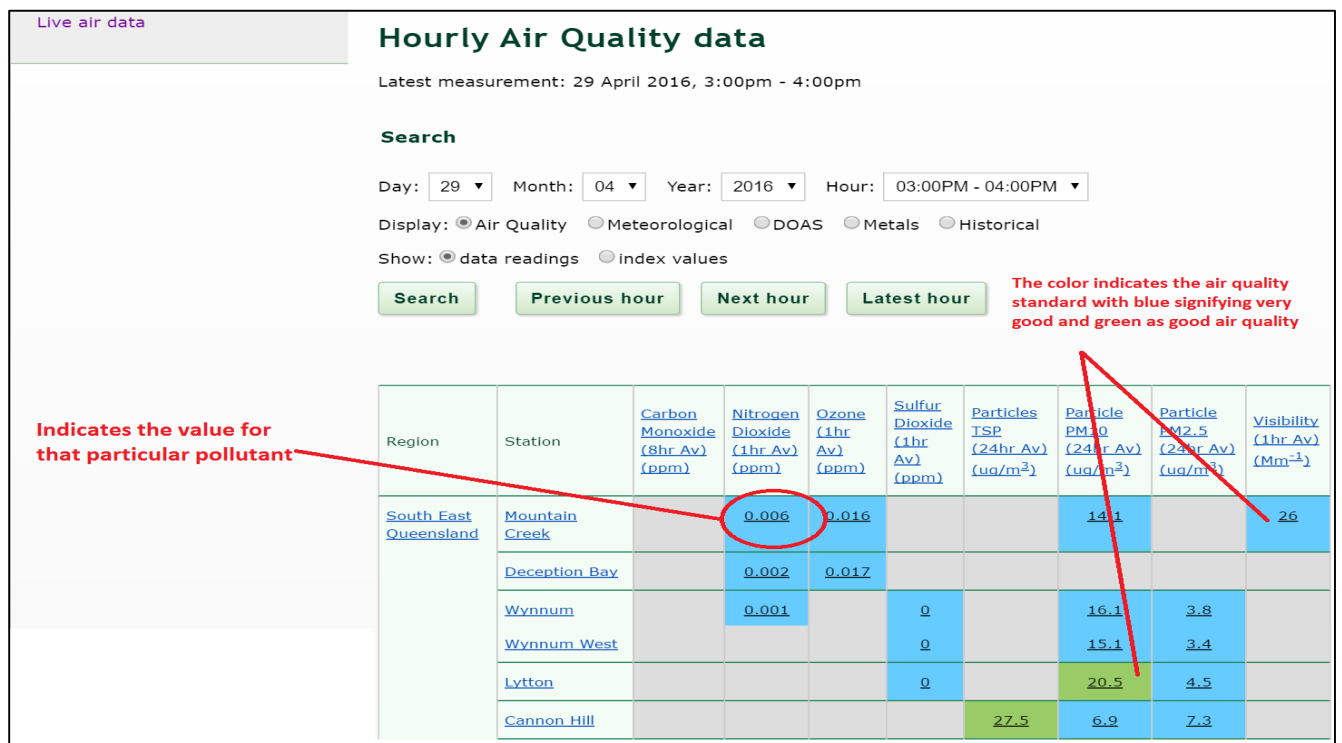 Live air data
Hourly Air Quality data
Latest measurement: 29 April 2016, 3:00pm - 4:00pm
Search
Day: 29 Month: 04 Year: 2016 Hour: 03:00PM - 04:00PM
Display: Air Quality Meteorological DOAS Metals Historical
Show: data readings index values
Search Previous hour Next hour Latest hour
The color indicates the air quality
standard with blue signifying very
good and green as good air quality
Indicates the value for
that particular pollutant
Region
Station
Carbon
Monoxide
(8hr Av)
(ppm)
Nitrogen
Dioxide
(1hr Av)
(ppm)
Ozone
(1hr
Av)
(ppm)
Sulfur
Dioxide
(1hr
Av)
(ppm)
Particles
TSP
(24hr Av)
(ug/m³)
Particle
PM10
(24hr Av)
(ug/m³)
Particle
PM2.5
(24hr Av)
(ug/m³)
Visibility
(1hr Av)
(Mm⁻¹)
South East
Queensland
Mountain
Creek
0.006 0.016 14.1 26
Deception Bay 0.002 0.017
Wynnum 0.001 0 16.1 3.8
Wynnum West 0 15.1 3.4
Lytton 0 20.5 4.5
Cannon Hill 27.5 6.9 7.3